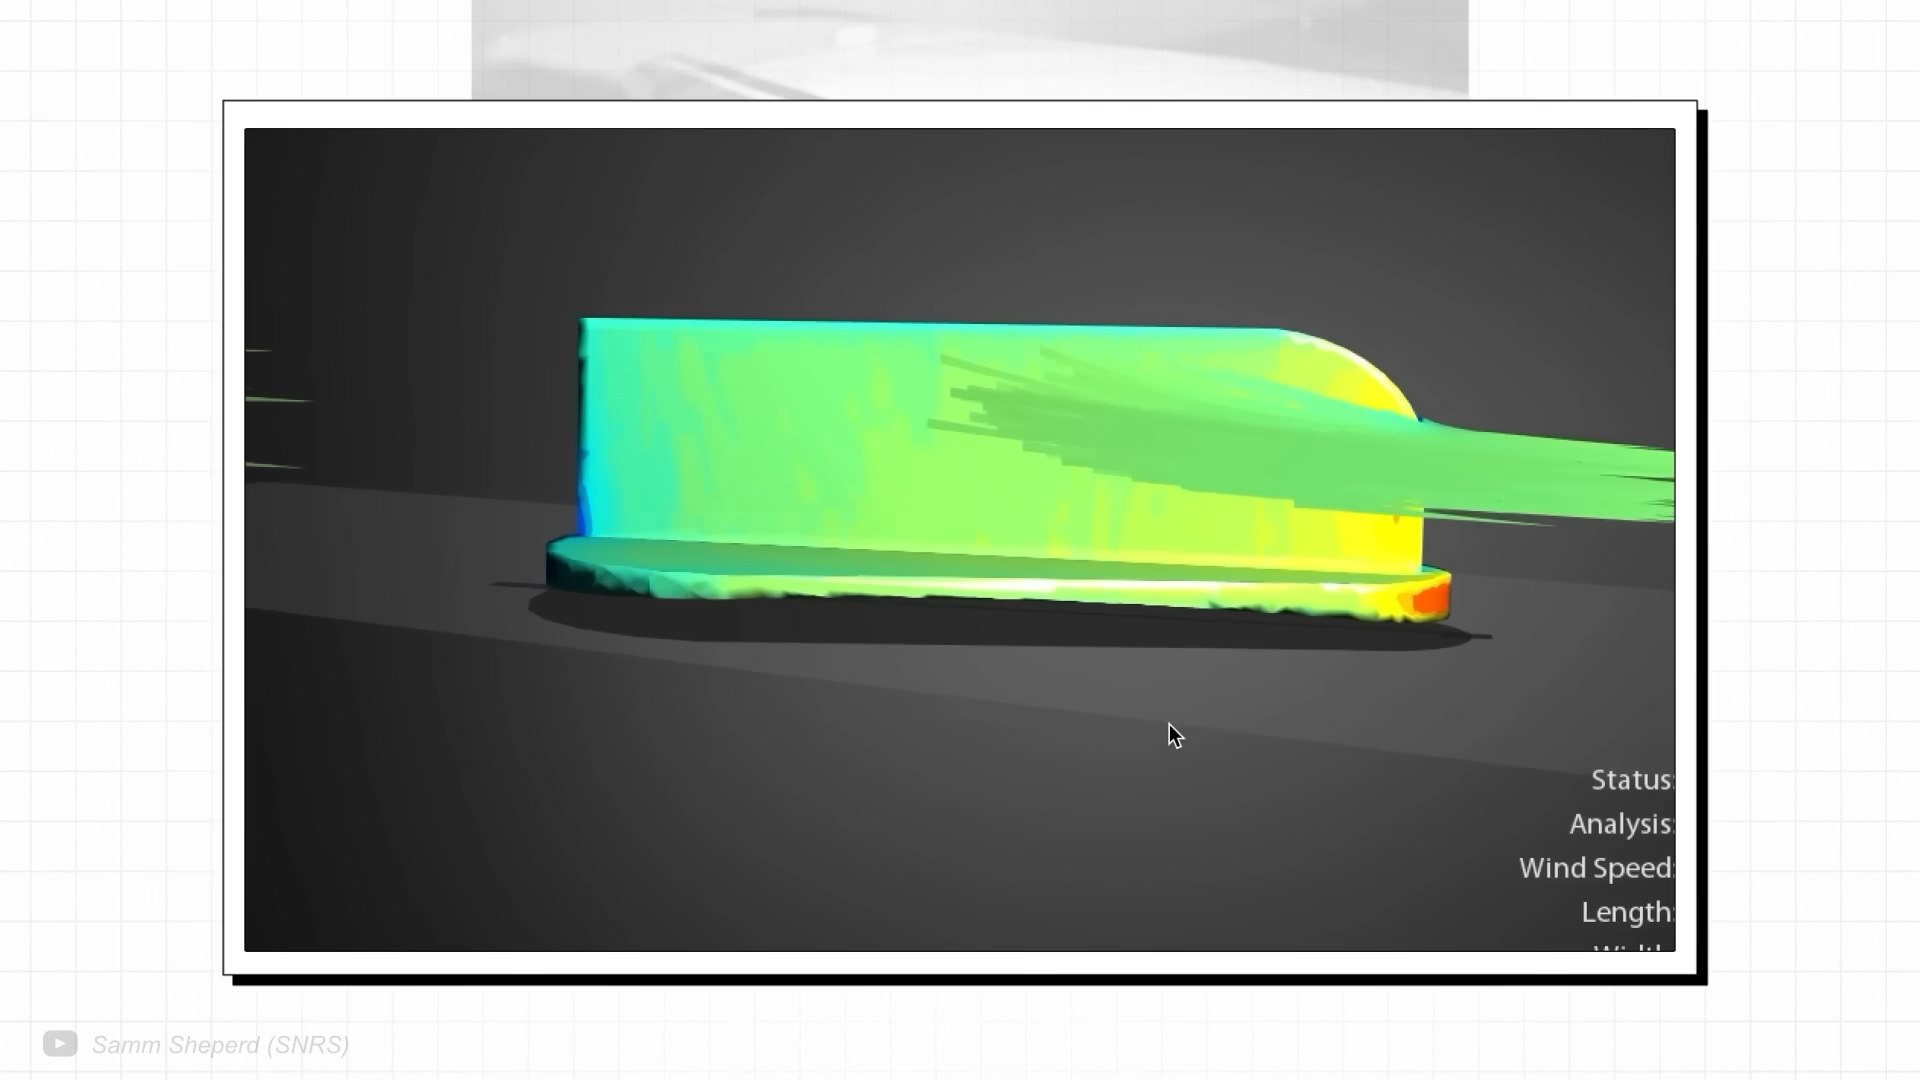 Status:
Analysis:
Wind Speed:
Length:
Samm Sheperd (SNRS)